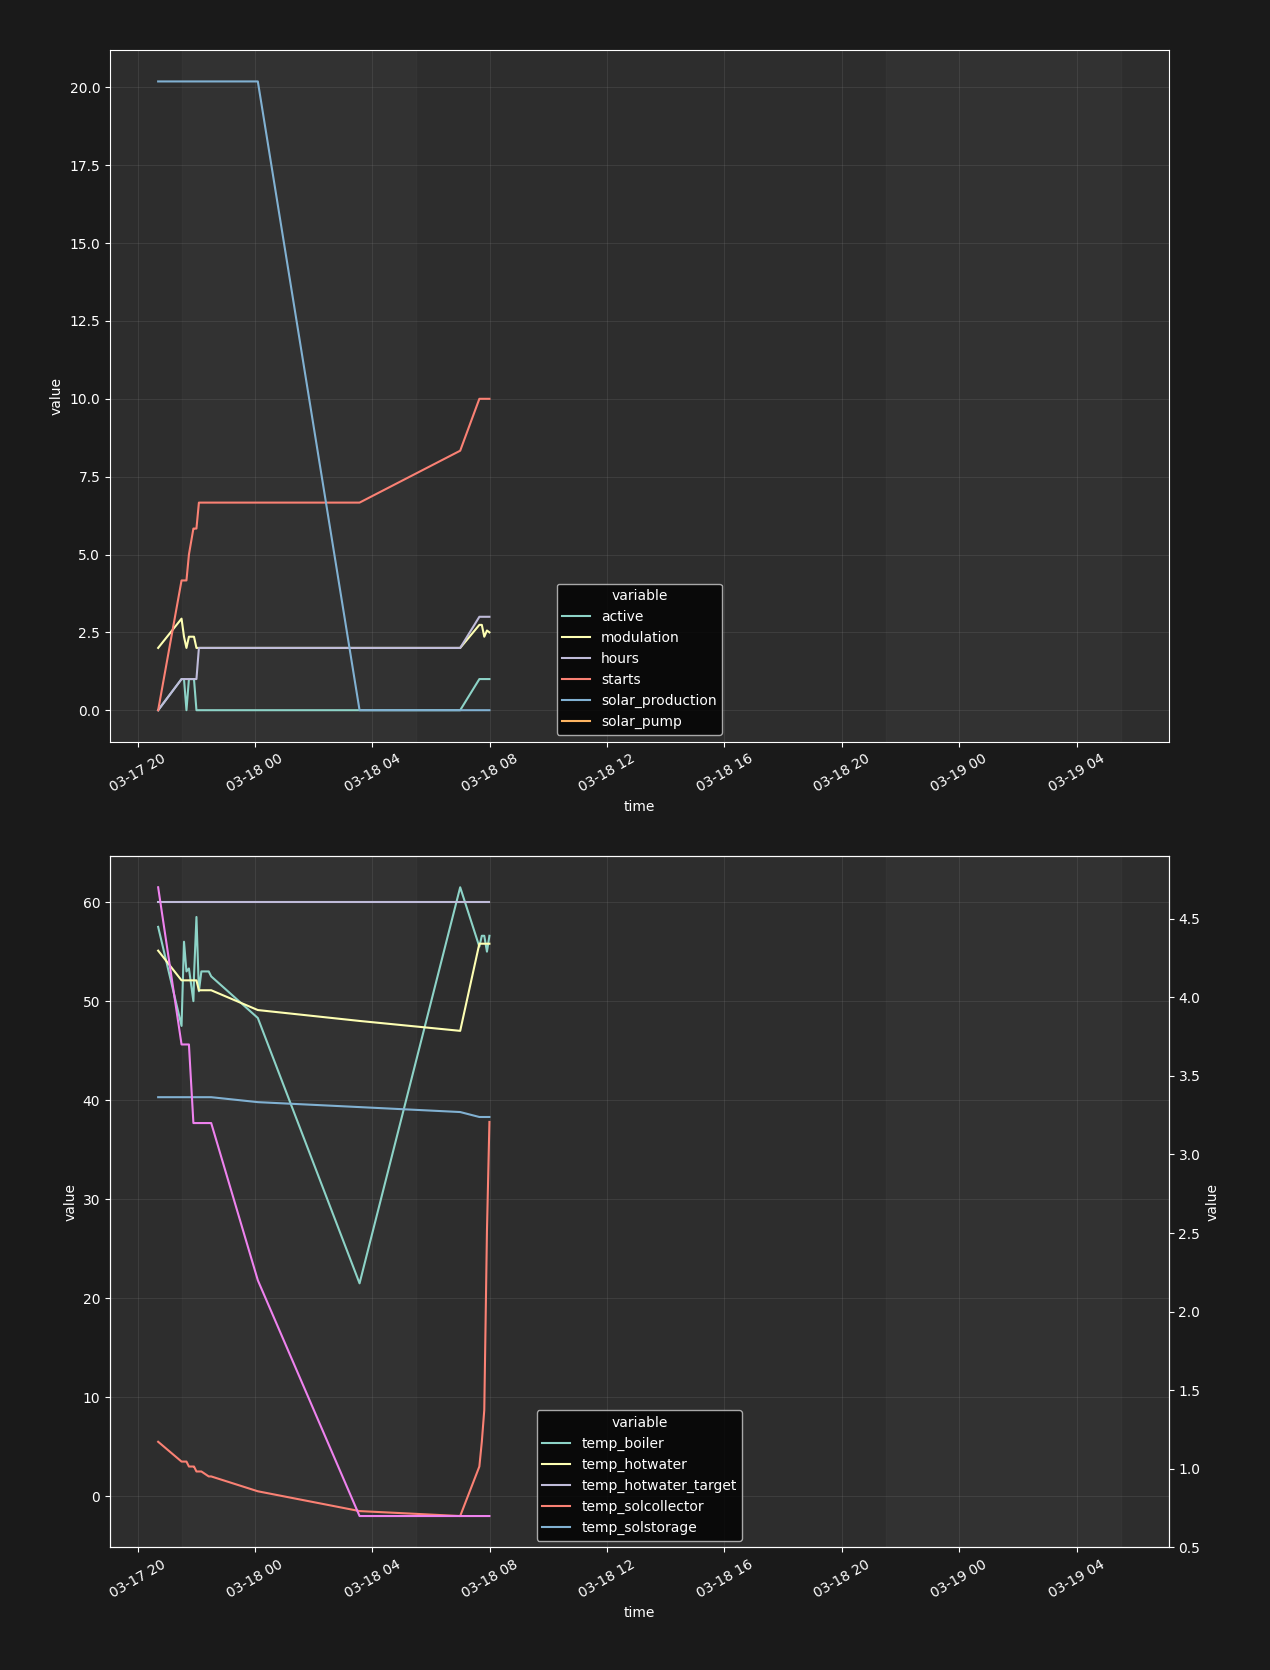 20.0
17.5
15.0
12.5
10.0
7.5
5.0
2.5
0.0
value
variable
active
modulation
hours
starts
solar_production
solar_pump
03-17 20 03-18 00 03-18 04 03-18 08 03-18 12 03-18 16 03-18 20 03-19 00 03-19 04
time
60
50
40
30
20
10
0
value
4.5
4.0
3.5
3.0
2.5
2.0
1.5
1.0
0.5
value
variable
temp_boiler
temp_hotwater
temp_hotwater_target
temp_solcollector
temp_solstorage
03-17 20 03-18 00 03-18 04 03-18 08 03-18 12 03-18 16 03-18 20 03-19 00 03-19 04
time